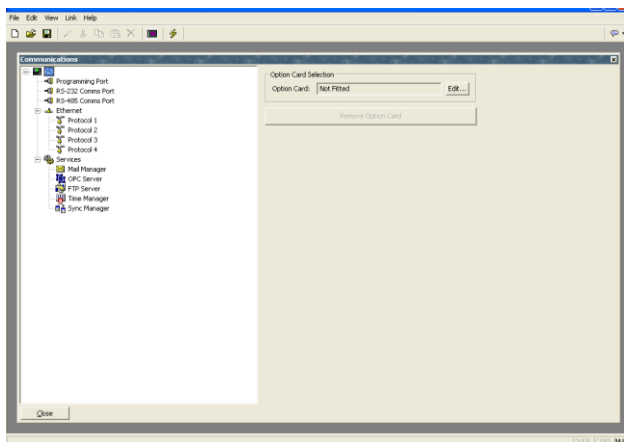 File Edit View Link Help
Communications
Programming Port
RS-232 Comms Port
RS-485 Comms Port
Ethernet
Protocol 1
Protocol 2
Protocol 3
Protocol 4
Services
Mail Manager
OPC Server
FTP Server
Time Manager
Sync Manager
Option Card Selection
Option Card: Not Fitted Edit...
Remove Option Card
Close